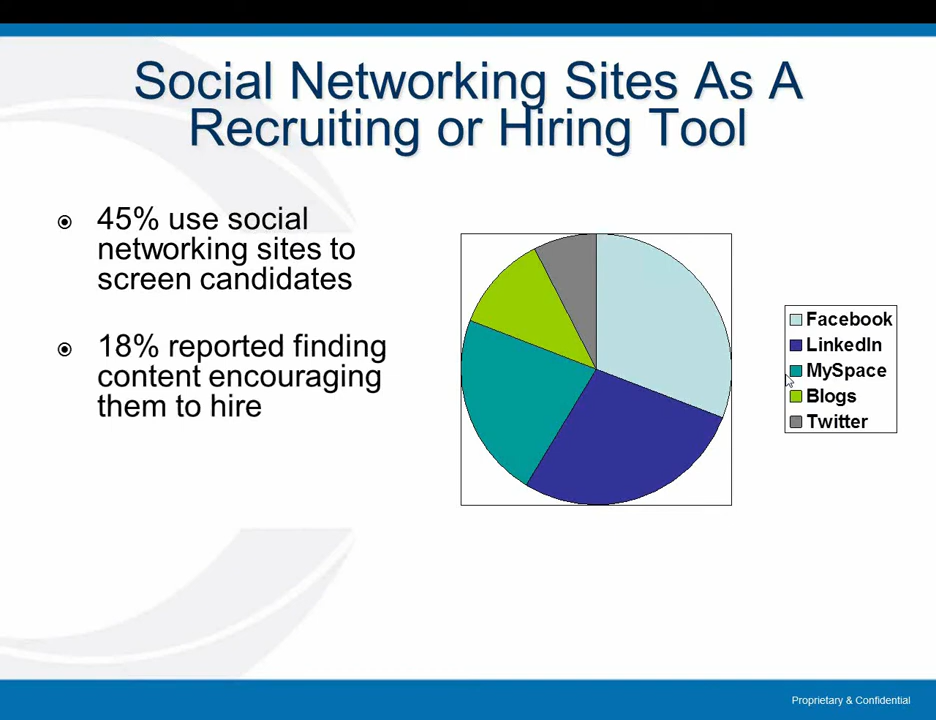 Social Networking Sites As A
Recruiting or Hiring Tool
45% use social
networking sites to
screen candidates
18% reported finding
content encouraging
them to hire
Facebook
LinkedIn
MySpace
Blogs
Twitter
Proprietary & Confidential